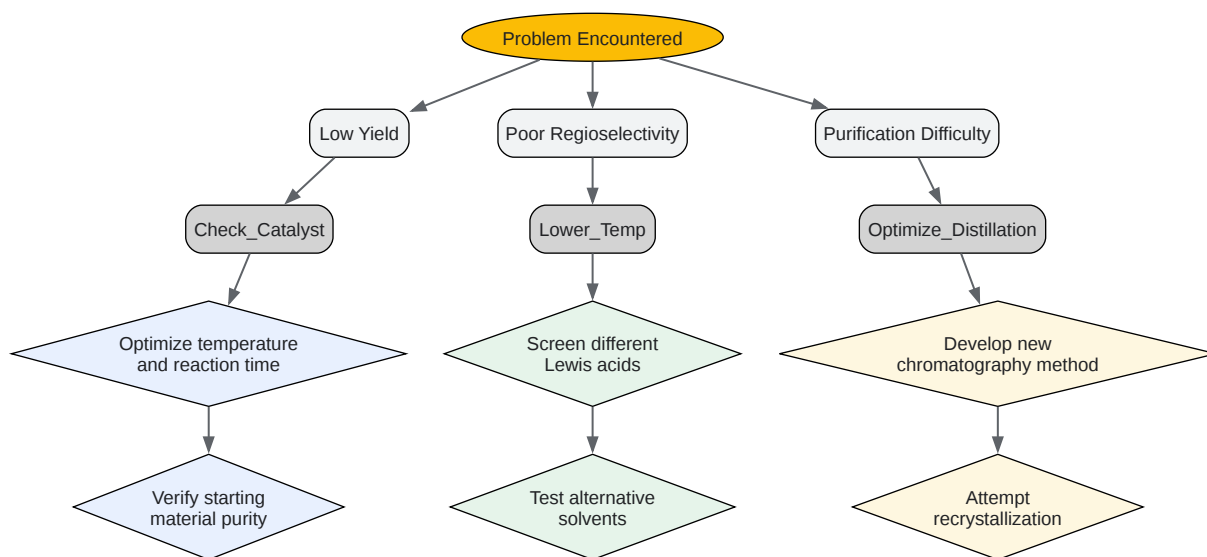 Problem Encountered
Low Yield
Poor Regioselectivity
Purification Difficulty
Check_Catalyst
Lower_Temp
Optimize_Distillation
Optimize temperature
and reaction time
Screen different
Lewis acids
Develop new
chromatography method
Verify starting
material purity
Test alternative
solvents
Attempt
recrystallization